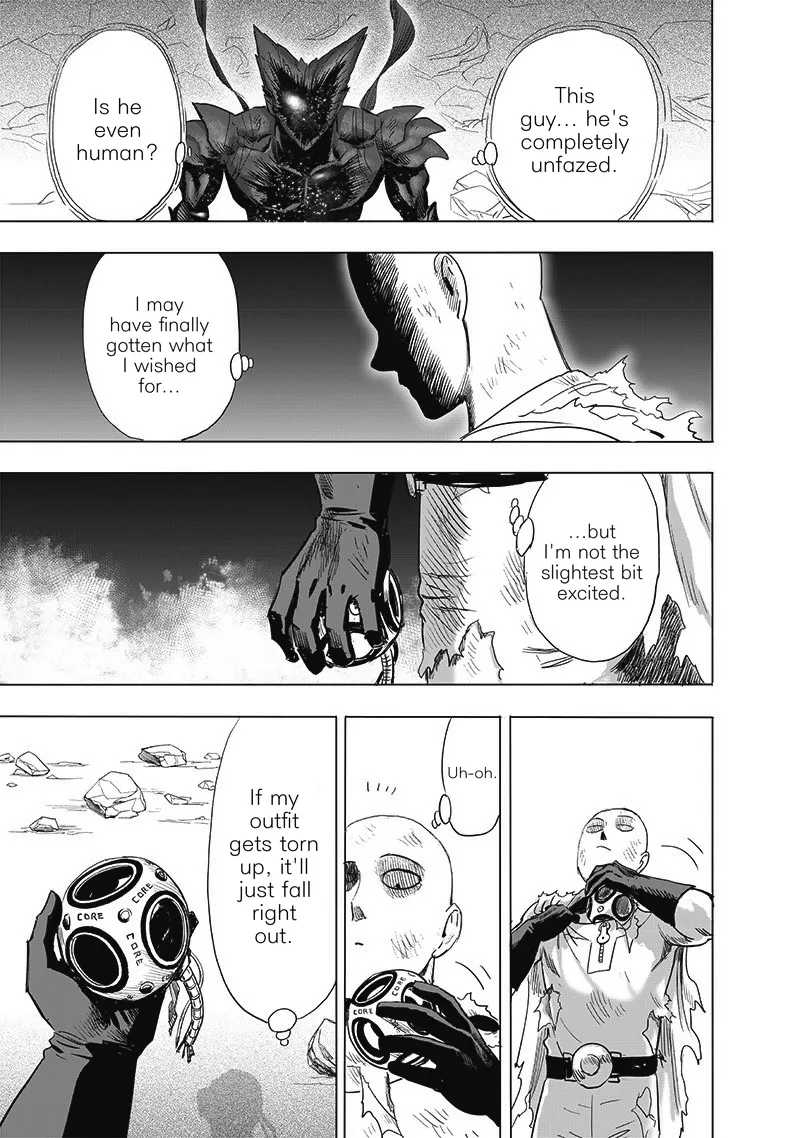 This
guy... he's
completely
unfazed.
Is he
even
human?
I may
have finally
gotten what
I wished
for...
...but
I'm not the
slightest bit
excited.
Uh-oh.
If my
outfit
gets torn
up, it'll
just fall
right
out.
CORE
CORE
CORE
CORE
CORE